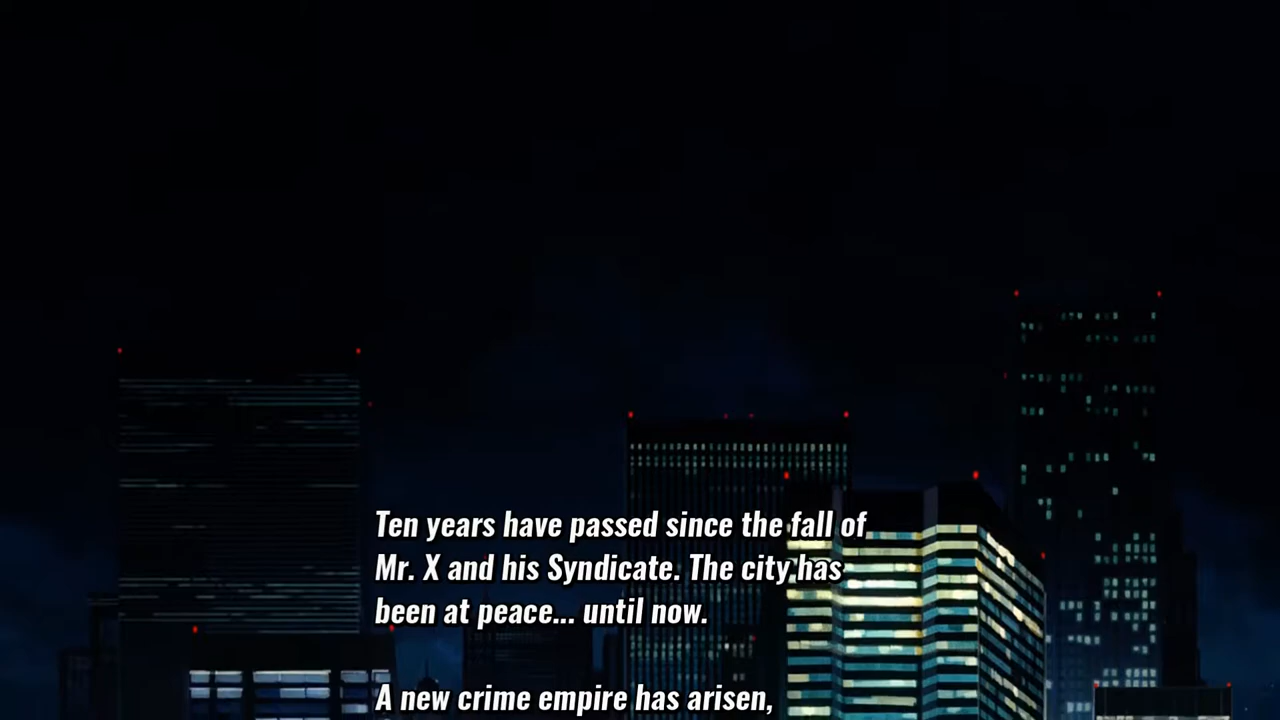 Ten years have passed since the fall of
Mr. X and his Syndicate. The city has
been at peace... until now.
A new crime empire has arisen,